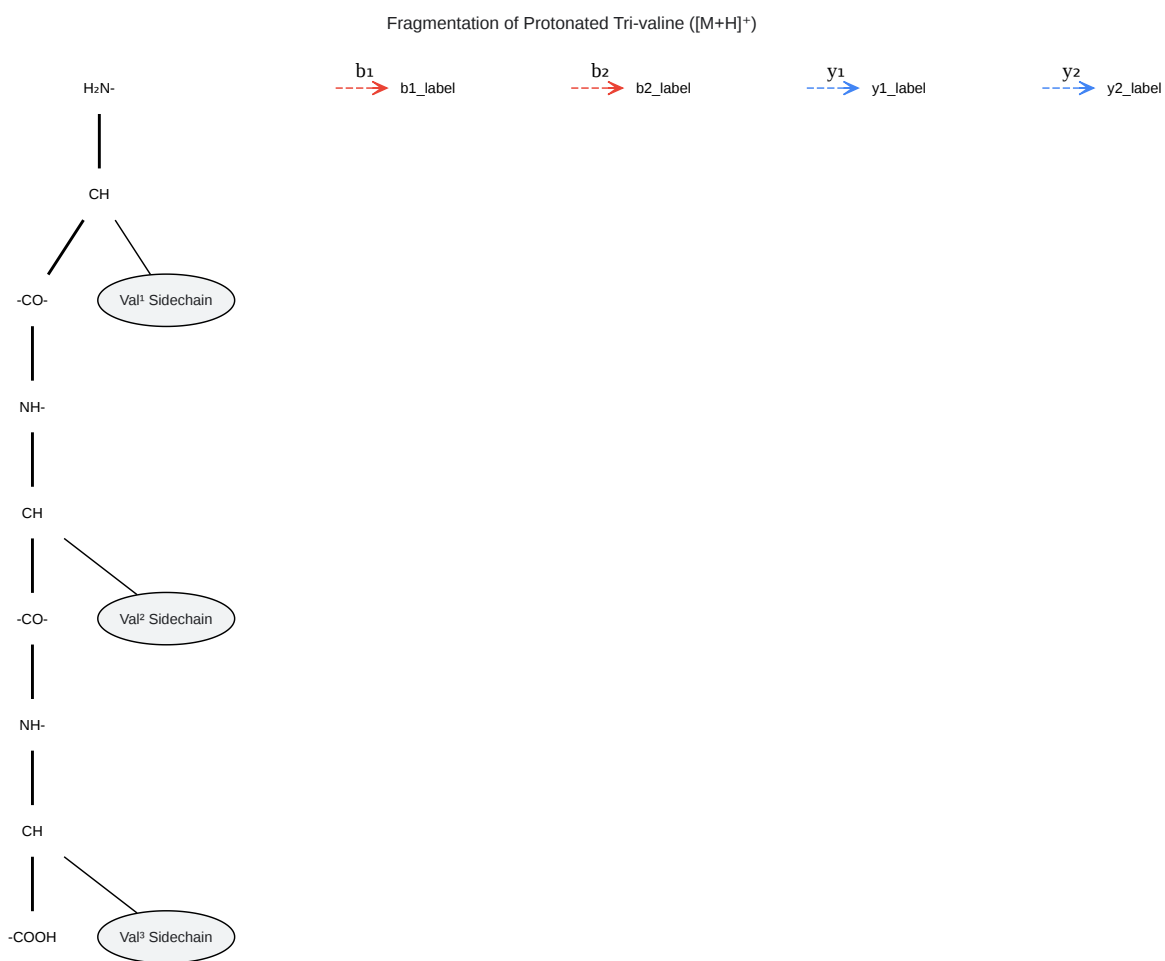 Fragmentation of Protonated Tri-valine ([M+H]⁺)
b₁
b₂
y₁
y₂
H₂N-
b1_label
b2_label
y1_label
y2_label
CH
-CO-
Val¹ Sidechain
NH-
CH
-CO-
Val² Sidechain
NH-
CH
-COOH
Val³ Sidechain